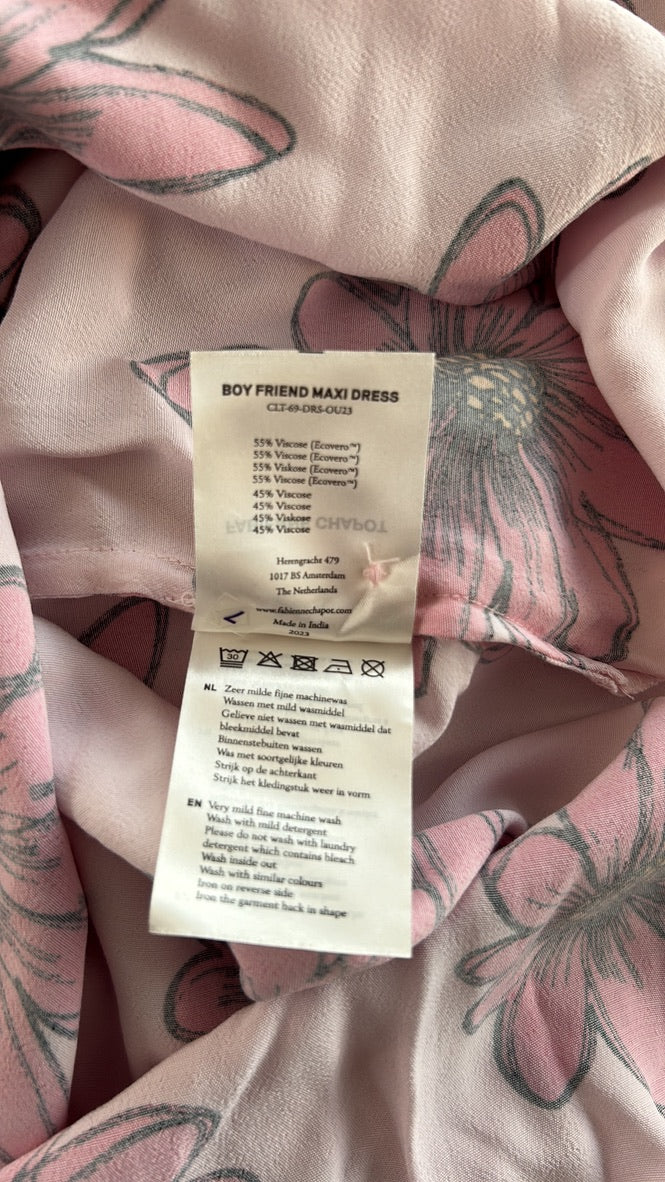 BOY FRIEND MAXI DRESS
CLT-69-DRS-OU23
55% Viscose (Ecovero™)
55% Viscose (Ecovero™)
55% Viskose (Ecovero™)
55% Viscose (Ecovero™)
45% Viscose
45% Viscose
45% Viskose
45% Viscose
FABIENNE CHAPOT
Herengracht 479
1017 BS Amsterdam
The Netherlands
www.fabiennechapot.com
Made in India
2023
30
NL Zeer milde fijne machinewas
Wassen met mild wasmiddel
Gelieve niet wassen met wasmiddel dat
bleekmiddel bevat
Binnenstebuiten wassen
Was met soortgelijke kleuren
Strijk op de achterkant
Strijk het kledingstuk weer in vorm
EN Very mild fine machine wash
Wash with mild detergent
Please do not wash with laundry
detergent which contains bleach
Wash inside out
Wash with similar colours
Iron on reverse side
Iron the garment back in shape